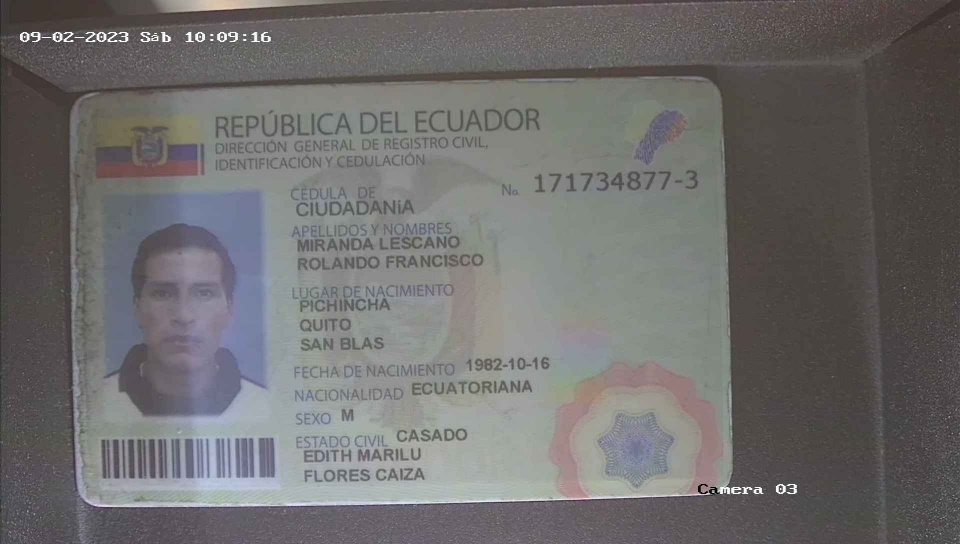 09-02-2023 Sáb 10:09:16
REPÚBLICA DEL ECUADOR
DIRECCIÓN GENERAL DE REGISTRO CIVIL,
IDENTIFICACIÓN Y CEDULACIÓN
CÉDULA DE No. 171734877-3
CIUDADANíA
APELLIDOS Y NOMBRES
MIRANDA LESCANO
ROLANDO FRANCISCO
LUGAR DE NACIMIENTO
PICHINCHA
QUITO
SAN BLAS
FECHA DE NACIMIENTO 1982-10-16
NACIONALIDAD ECUATORIANA
SEXO M
ESTADO CIVIL CASADO
EDITH MARILU
FLORES CAIZA
Camera 03